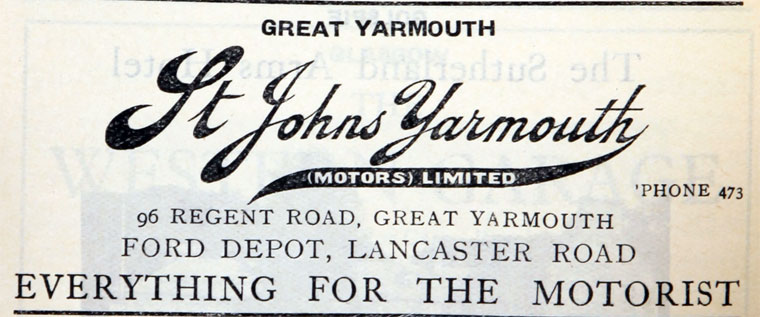 GREAT YARMOUTH
St Johns Yarmouth
(MOTORS) LIMITED
'PHONE 473
96 REGENT ROAD, GREAT YARMOUTH
FORD DEPOT, LANCASTER ROAD
EVERYTHING FOR THE MOTORIST